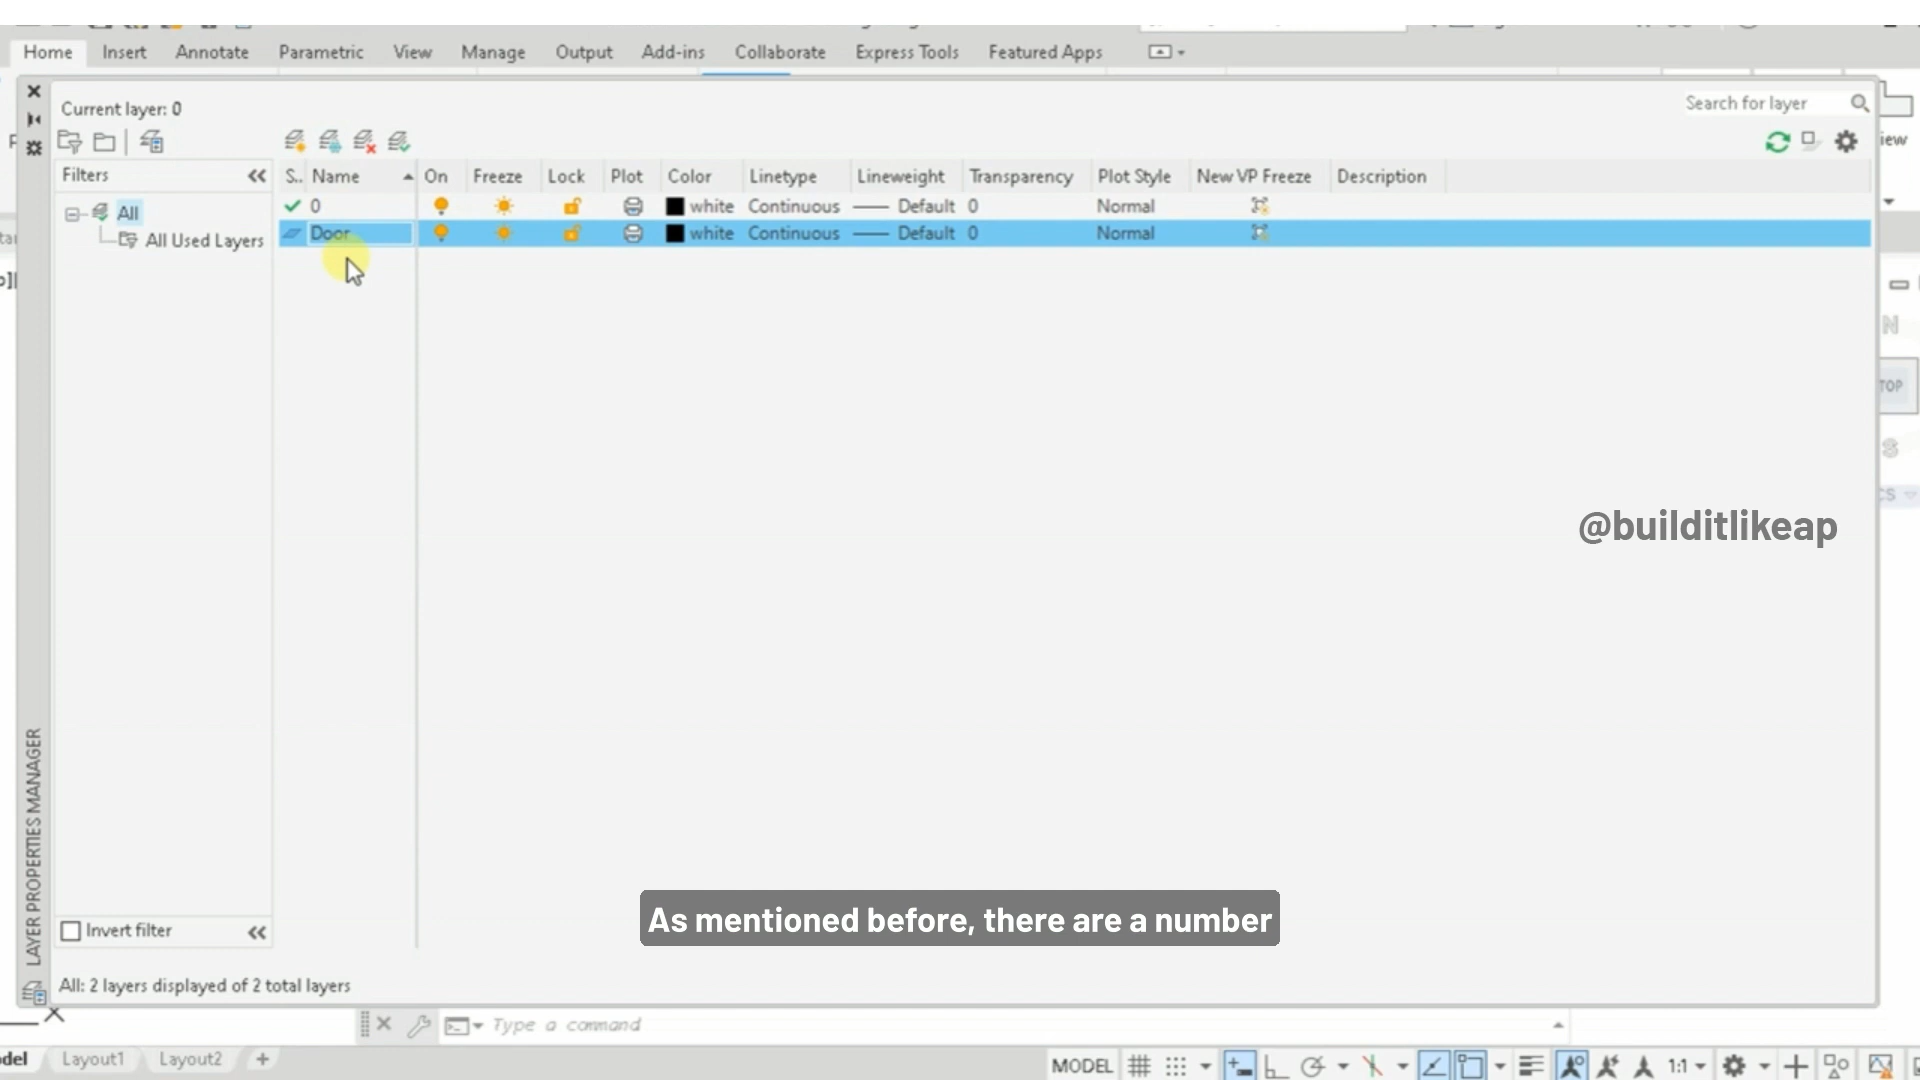 Home Insert Annotate Parametric View Manage Output Add-ins Collaborate Express Tools Featured Apps
Current layer: 0
Search for layer
Filters
S.. Name On Freeze Lock Plot Color Linetype Lineweight Transparency Plot Style New VP Freeze Description
All
0 white Continuous Default 0 Normal
All Used Layers
Door white Continuous Default 0 Normal
N
TOP
S
@builditlikeap
LAYER PROPERTIES MANAGER
As mentioned before, there are a number
Invert filter
All: 2 layers displayed of 2 total layers
Type a command
Layout1 Layout2 +
MODEL 1:1